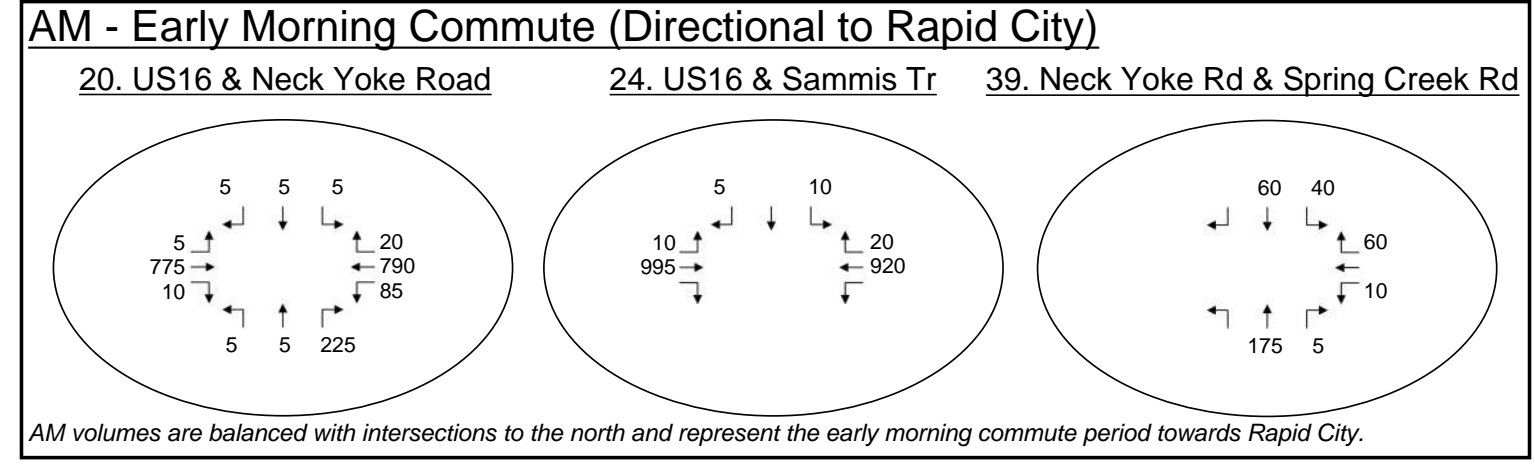 AM - Early Morning Commute (Directional to Rapid City)
20. US16 & Neck Yoke Road 24. US16 & Sammis Tr 39. Neck Yoke Rd & Spring Creek Rd
5 5 5 5 10 60 40
5 20 10 20 60
775 790 995 920
10 85 10
5 5 225 175 5
AM volumes are balanced with intersections to the north and represent the early morning commute period towards Rapid City.